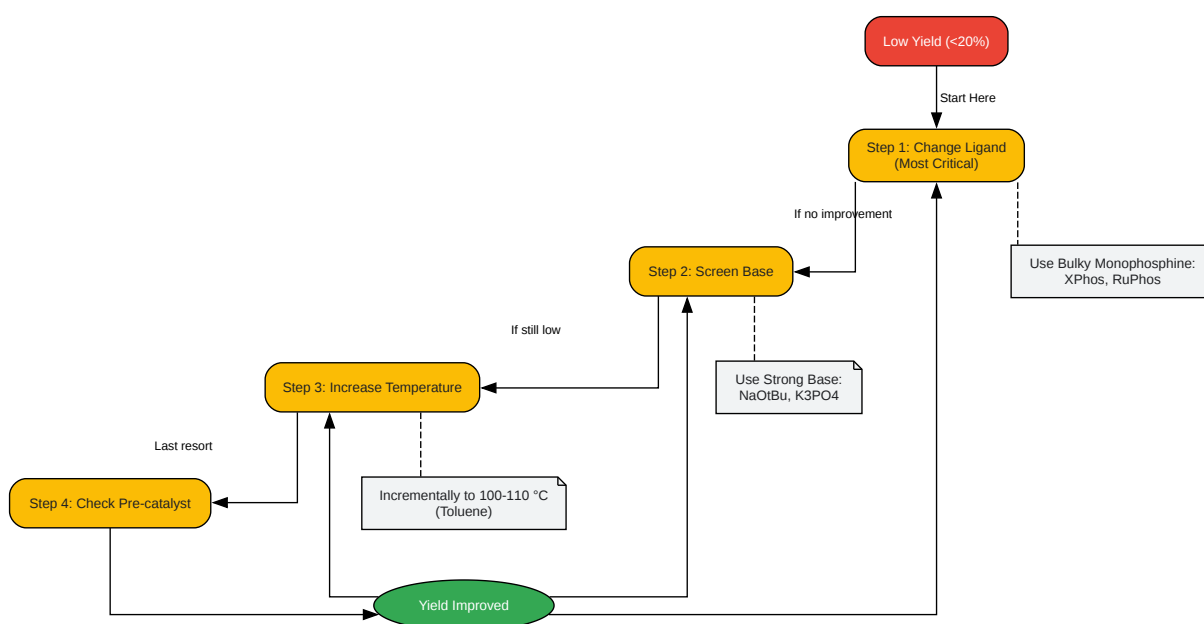 Low Yield (<20%)
Start Here
Step 1: Change Ligand
(Most Critical)
If no improvement
Use Bulky Monophosphine:
XPhos, RuPhos
Step 2: Screen Base
If still low
Use Strong Base:
NaOtBu, K3PO4
Step 3: Increase Temperature
Last resort
Incrementally to 100-110 °C
(Toluene)
Step 4: Check Pre-catalyst
Yield Improved